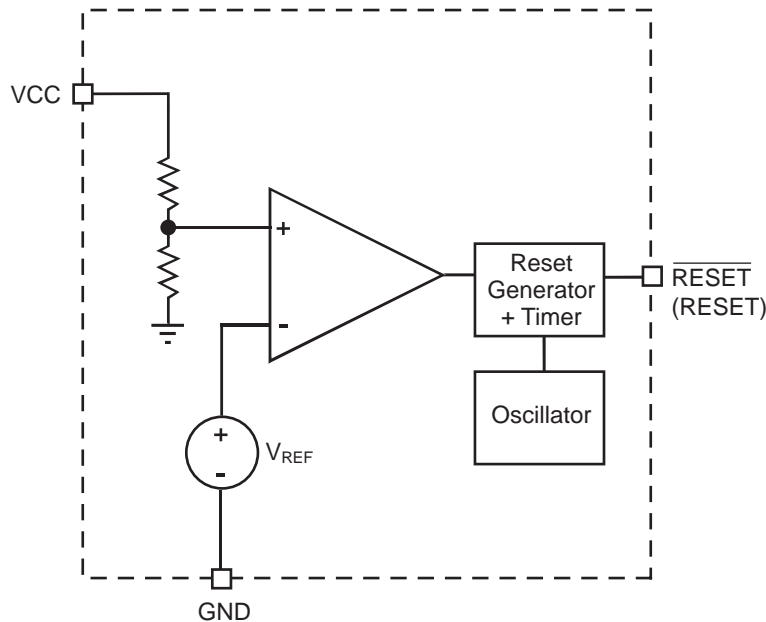 VCC
+
-
Reset
Generator
+ Timer
RESET
(RESET)
Oscillator
+
-
VREF
GND